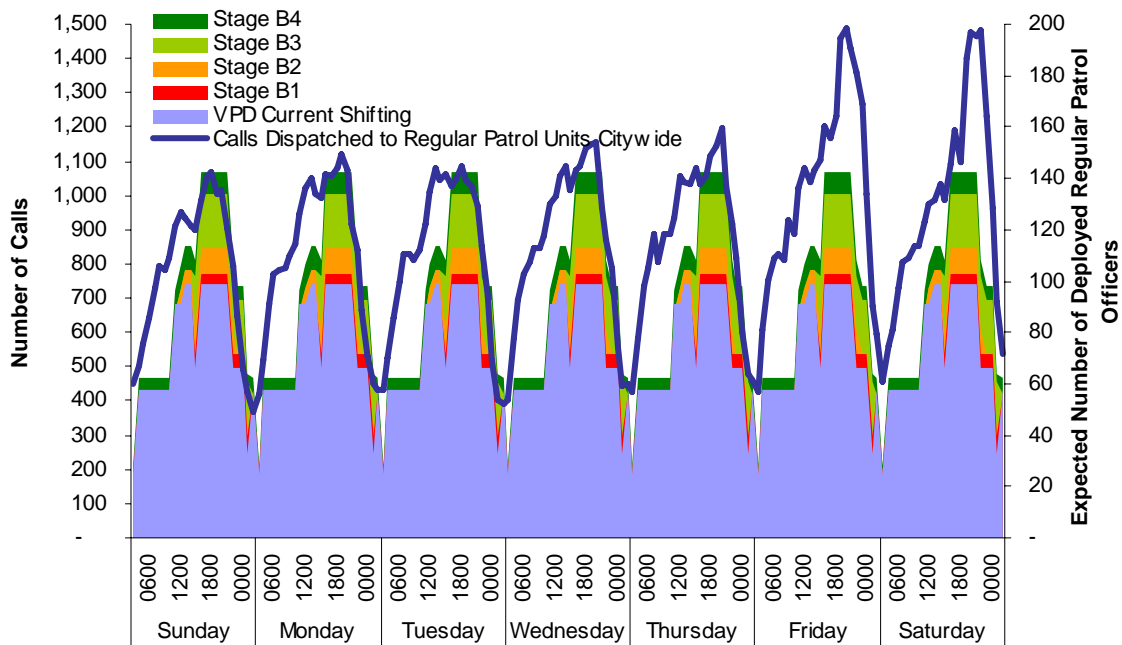 Number of Calls
1,500
1,400
1,300
1,200
1,100
1,000
900
800
700
600
500
400
300
200
100
-
Stage B4
Stage B3
Stage B2
Stage B1
VPD Current Shifting
Calls Dispatched to Regular Patrol Units Citywide
200
180
160
140
120
100
80
60
40
20
-
Expected Number of Deployed Regular Patrol
Officers
0600 1200 1800 0000 0600 1200 1800 0000 0600 1200 1800 0000 0600 1200 1800 0000 0600 1200 1800 0000 0600 1200 1800 0000 0600 1200 1800 0000
Sunday Monday Tuesday Wednesday Thursday Friday Saturday